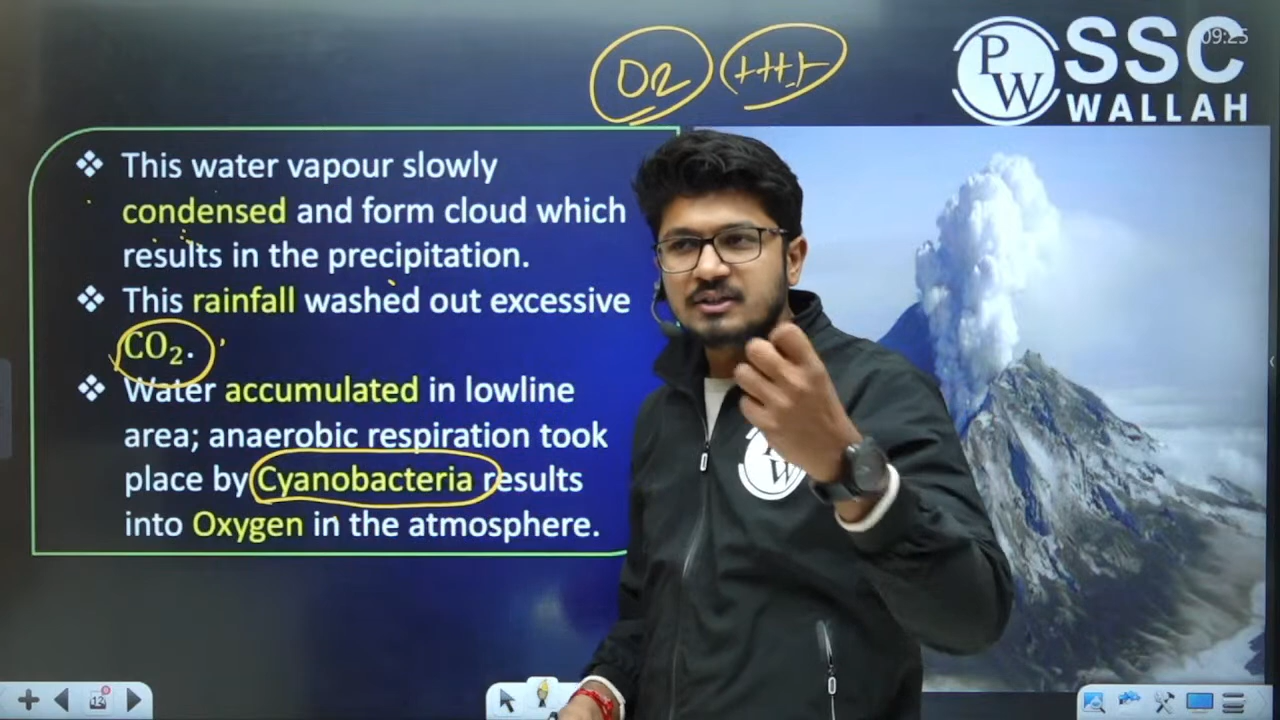 O2
SSC
09:25
PW
WALLAH
❖ This water vapour slowly
condensed and form cloud which
results in the precipitation.
❖ This rainfall washed out excessive
CO₂.
❖ Water accumulated in lowline
area; anaerobic respiration took
place by Cyanobacteria results
into Oxygen in the atmosphere.
12